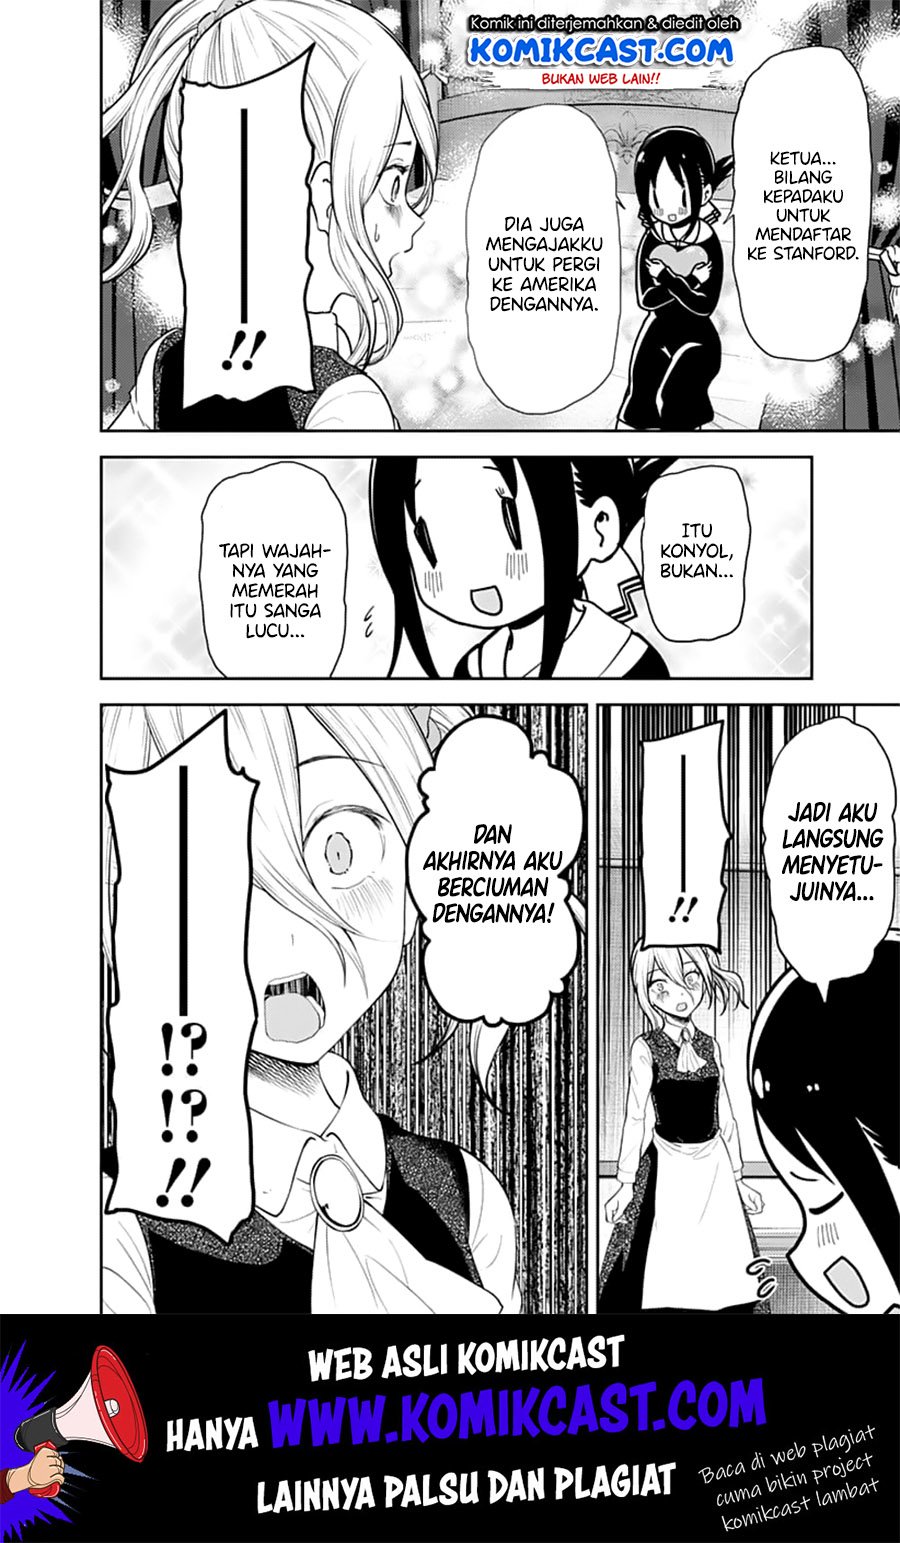 Komik ini diterjemahkan & diedit oleh
KOMIKCAST.COM
BUKAN WEB LAIN!!
KETUA...
BILANG
KEPADAKU
UNTUK
MENDAFTAR
KE STANFORD.
DIA JUGA
MENGAJAKKU
UNTUK PERGI
KE AMERIKA
DENGANNYA.
!!
ITU
KONYOL,
BUKAN...
TAPI WAJAH-
NYA YANG
MEMERAH
ITU SANGA
LUCU...
JADI AKU
LANGSUNG
MENYETU-
JUINYA...
!!
DAN
AKHIRNYA AKU
BERCIUMAN
DENGANNYA!
!?
!?
!!
WEB ASLI KOMIKCAST
HANYA WWW.KOMIKCAST.COM
LAINNYA PALSU DAN PLAGIAT
Baca di web plagiat
cuma bikin project
komikcast lambat